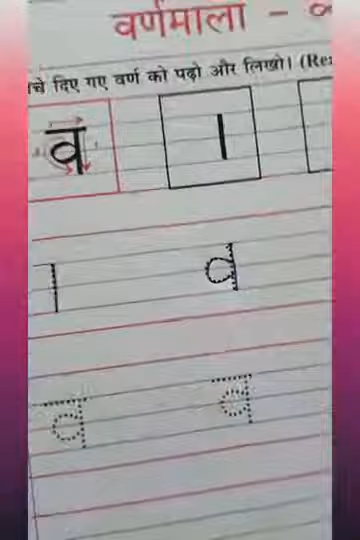 वर्णमाला -
दिए गए वर्ण को पढ़ो और लिखो।
व ा
ा व
व व